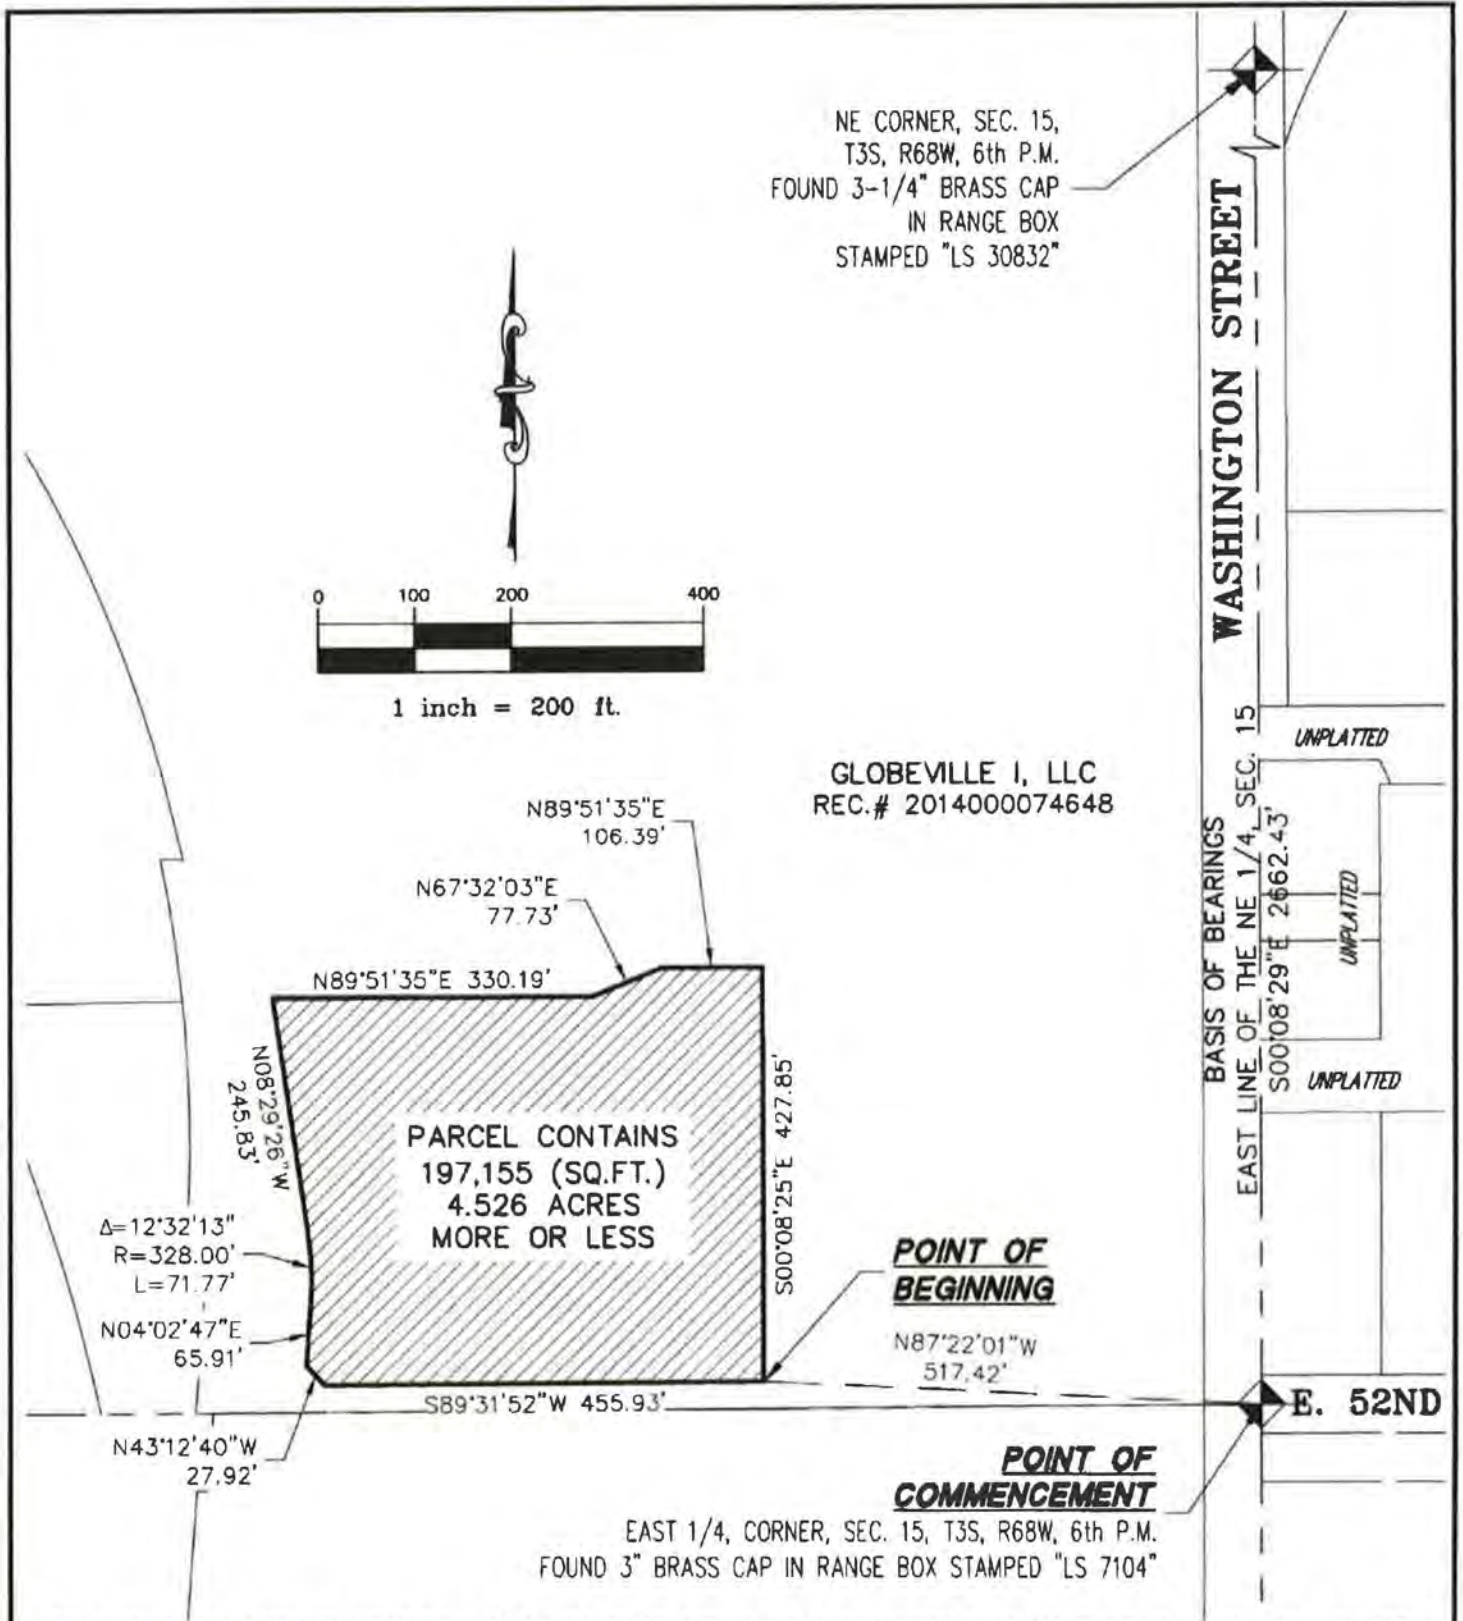 NE CORNER, SEC. 15,
T3S, R68W, 6th P.M.
FOUND 3-1/4" BRASS CAP
IN RANGE BOX
STAMPED "LS 30832"
WASHINGTON STREET
0 100 200 400
1 inch = 200 ft.
UNPLATTED
GLOBEVILLE I, LLC
REC.# 2014000074648
N89°51'35"E
106.39'
N67°32'03"E
77.73'
N89°51'35"E 330.19'
BASIS OF BEARINGS
EAST LINE OF THE NE 1/4, SEC. 15
S00°08'29"E 2662.43'
UNPLATTED
UNPLATTED
N08°29'26"W
245.83'
PARCEL CONTAINS
197,155 (SQ.FT.)
4.526 ACRES
MORE OR LESS
S00°08'25"E 427.85'
Δ=12°32'13"
R=328.00'
L=71.77'
N04°02'47"E
65.91'
POINT OF
BEGINNING
N87°22'01"W
517.42'
S89°31'52"W 455.93'
E. 52ND
N43°12'40"W
27.92'
POINT OF
COMMENCEMENT
EAST 1/4, CORNER, SEC. 15, T3S, R68W, 6th P.M.
FOUND 3" BRASS CAP IN RANGE BOX STAMPED "LS 7104"